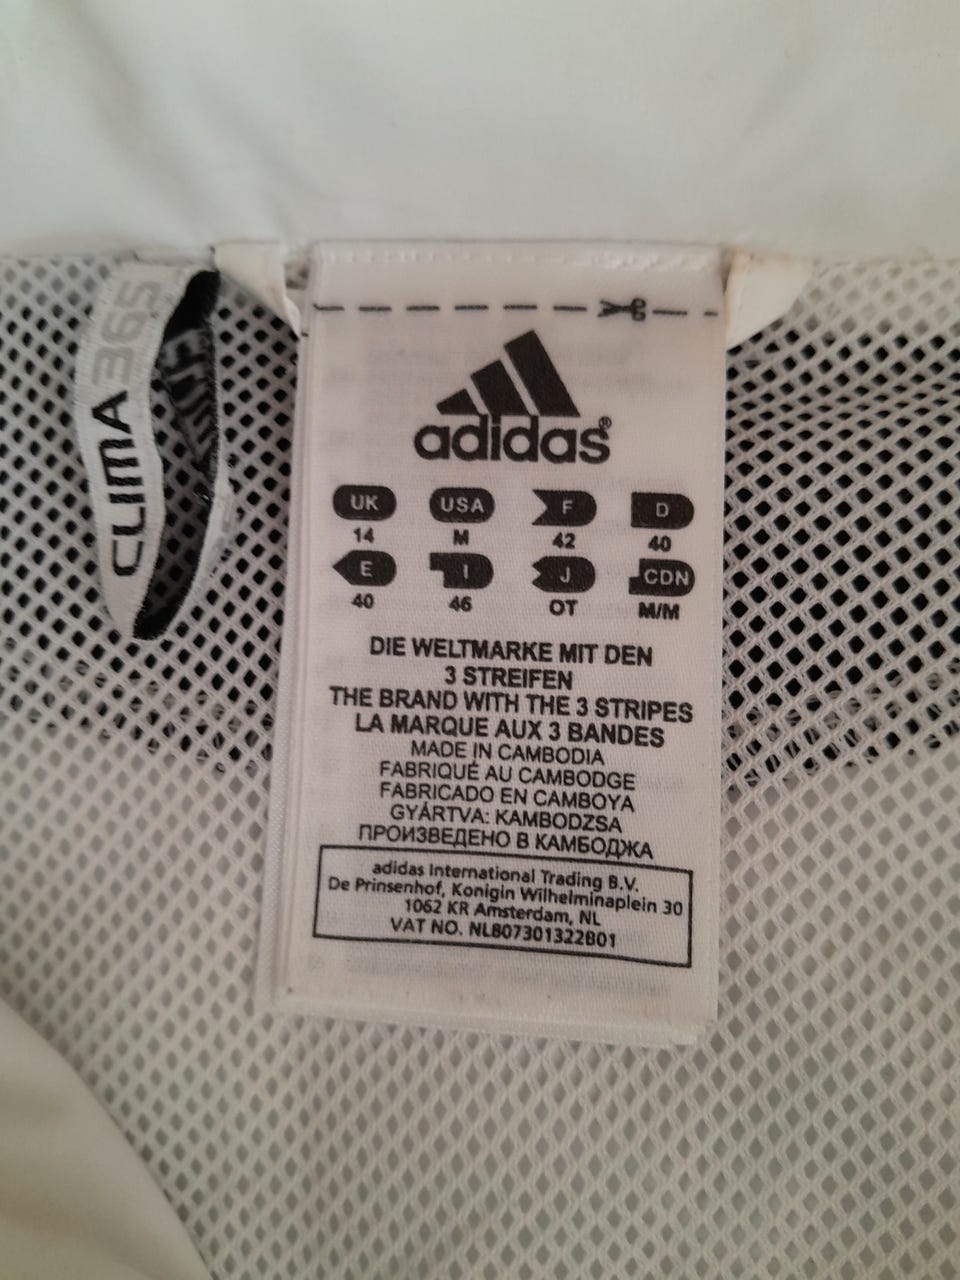 CLIMA 365
adidas®
UK USA F D
14 M 42 40
E I J CDN
40 46 OT M/M
DIE WELTMARKE MIT DEN
3 STREIFEN
THE BRAND WITH THE 3 STRIPES
LA MARQUE AUX 3 BANDES
MADE IN CAMBODIA
FABRIQUÉ AU CAMBODGE
FABRICADO EN CAMBOYA
GYÁRTVA: KAMBODZSA
ПРОИЗВЕДЕНО В КАМБОДЖА
adidas International Trading B.V.
De Prinsenhof, Konigin Wilhelminaplein 30
1062 KR Amsterdam, NL
VAT NO. NL807301322B01